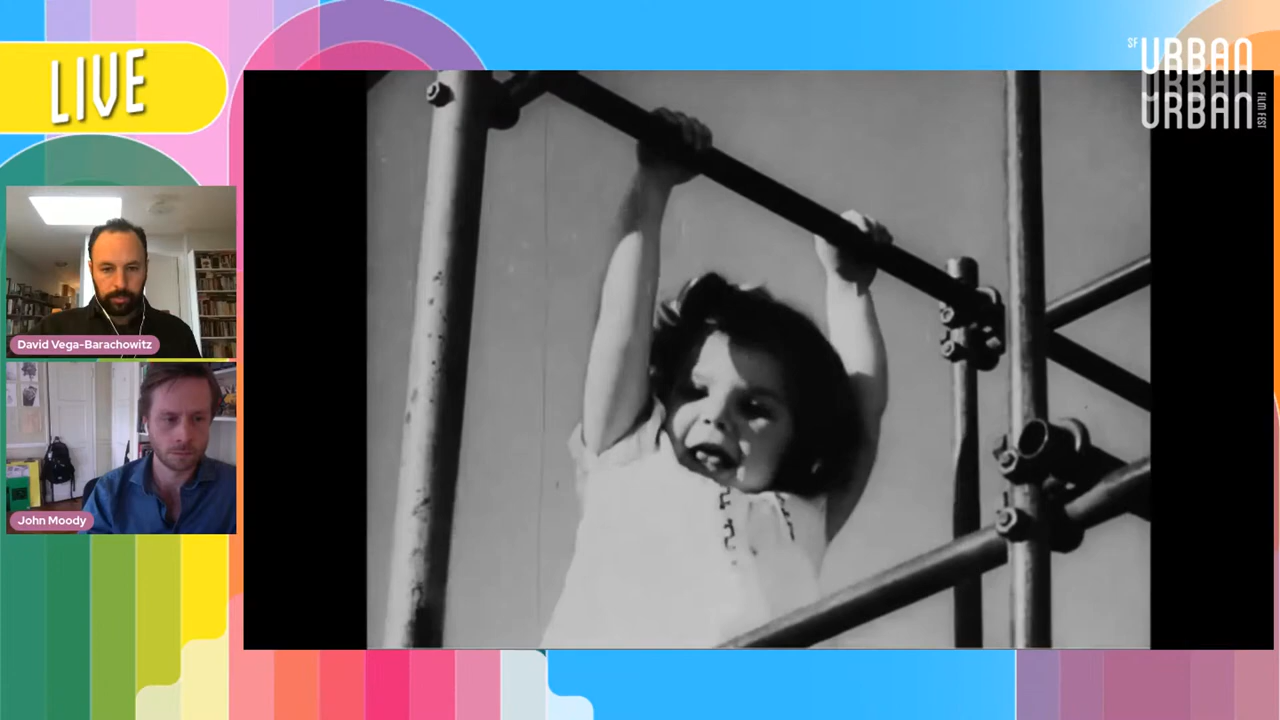 LIVE
SF URBAN
URBAN
URBAN FILM FEST
David Vega-Barachowitz
John Moody